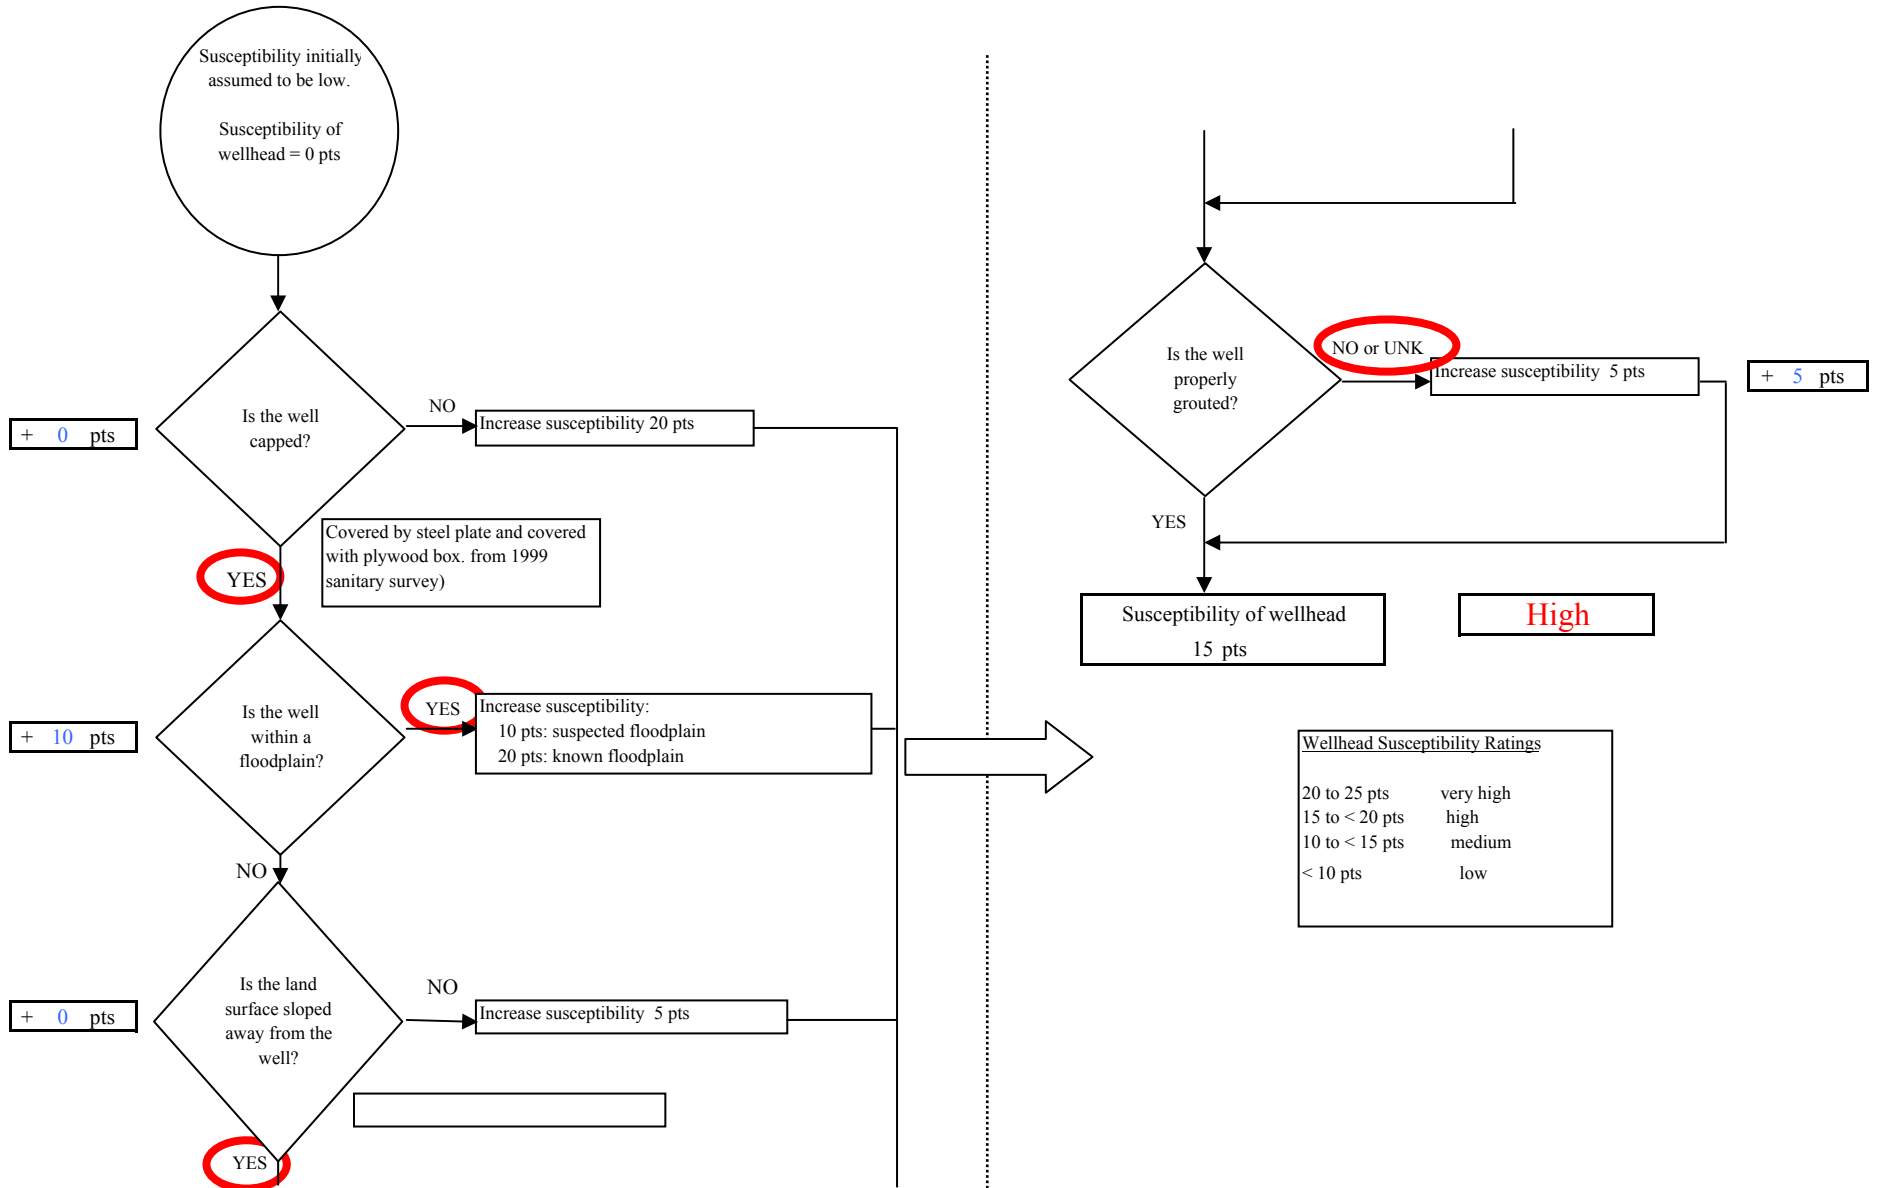 Susceptibility initially
assumed to be low.
Susceptibility of
wellhead = 0 pts
+ 0 pts
Is the well
capped?
NO
Increase susceptibility 20 pts
YES
Covered by steel plate and covered
with plywood box. from 1999
sanitary survey)
+ 10 pts
Is the well
within a
floodplain?
YES
Increase susceptibility:
10 pts: suspected floodplain
20 pts: known floodplain
NO
+ 0 pts
Is the land
surface sloped
away from the
well?
NO
Increase susceptibility 5 pts
YES
Is the well
properly
grouted?
NO or UNK
Increase susceptibility 5 pts
+ 5 pts
YES
Susceptibility of wellhead
15 pts
High
Wellhead Susceptibility Ratings
20 to 25 pts very high
15 to < 20 pts high
10 to < 15 pts medium
< 10 pts low